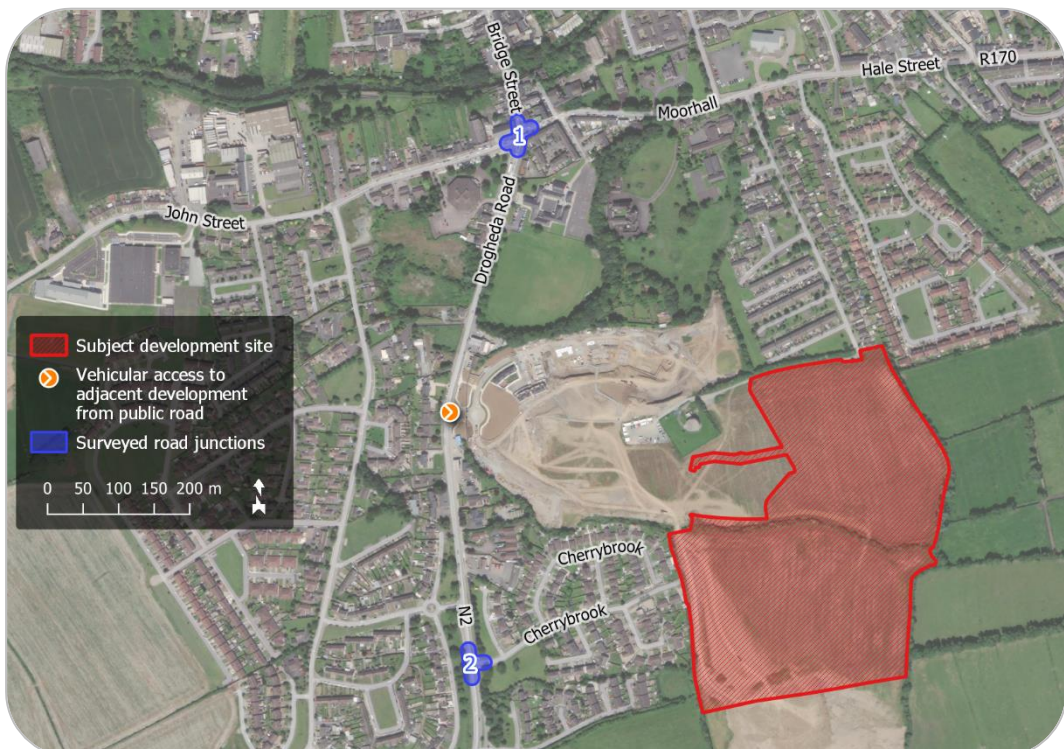 Bridge Street
Hale Street
R170
Moorhall
1
John Street
Drogheda Road
Subject development site
Vehicular access to
adjacent development
from public road
Surveyed road junctions
0 50 100 150 200 m
Cherrybrook
Cherrybrook
N2
2